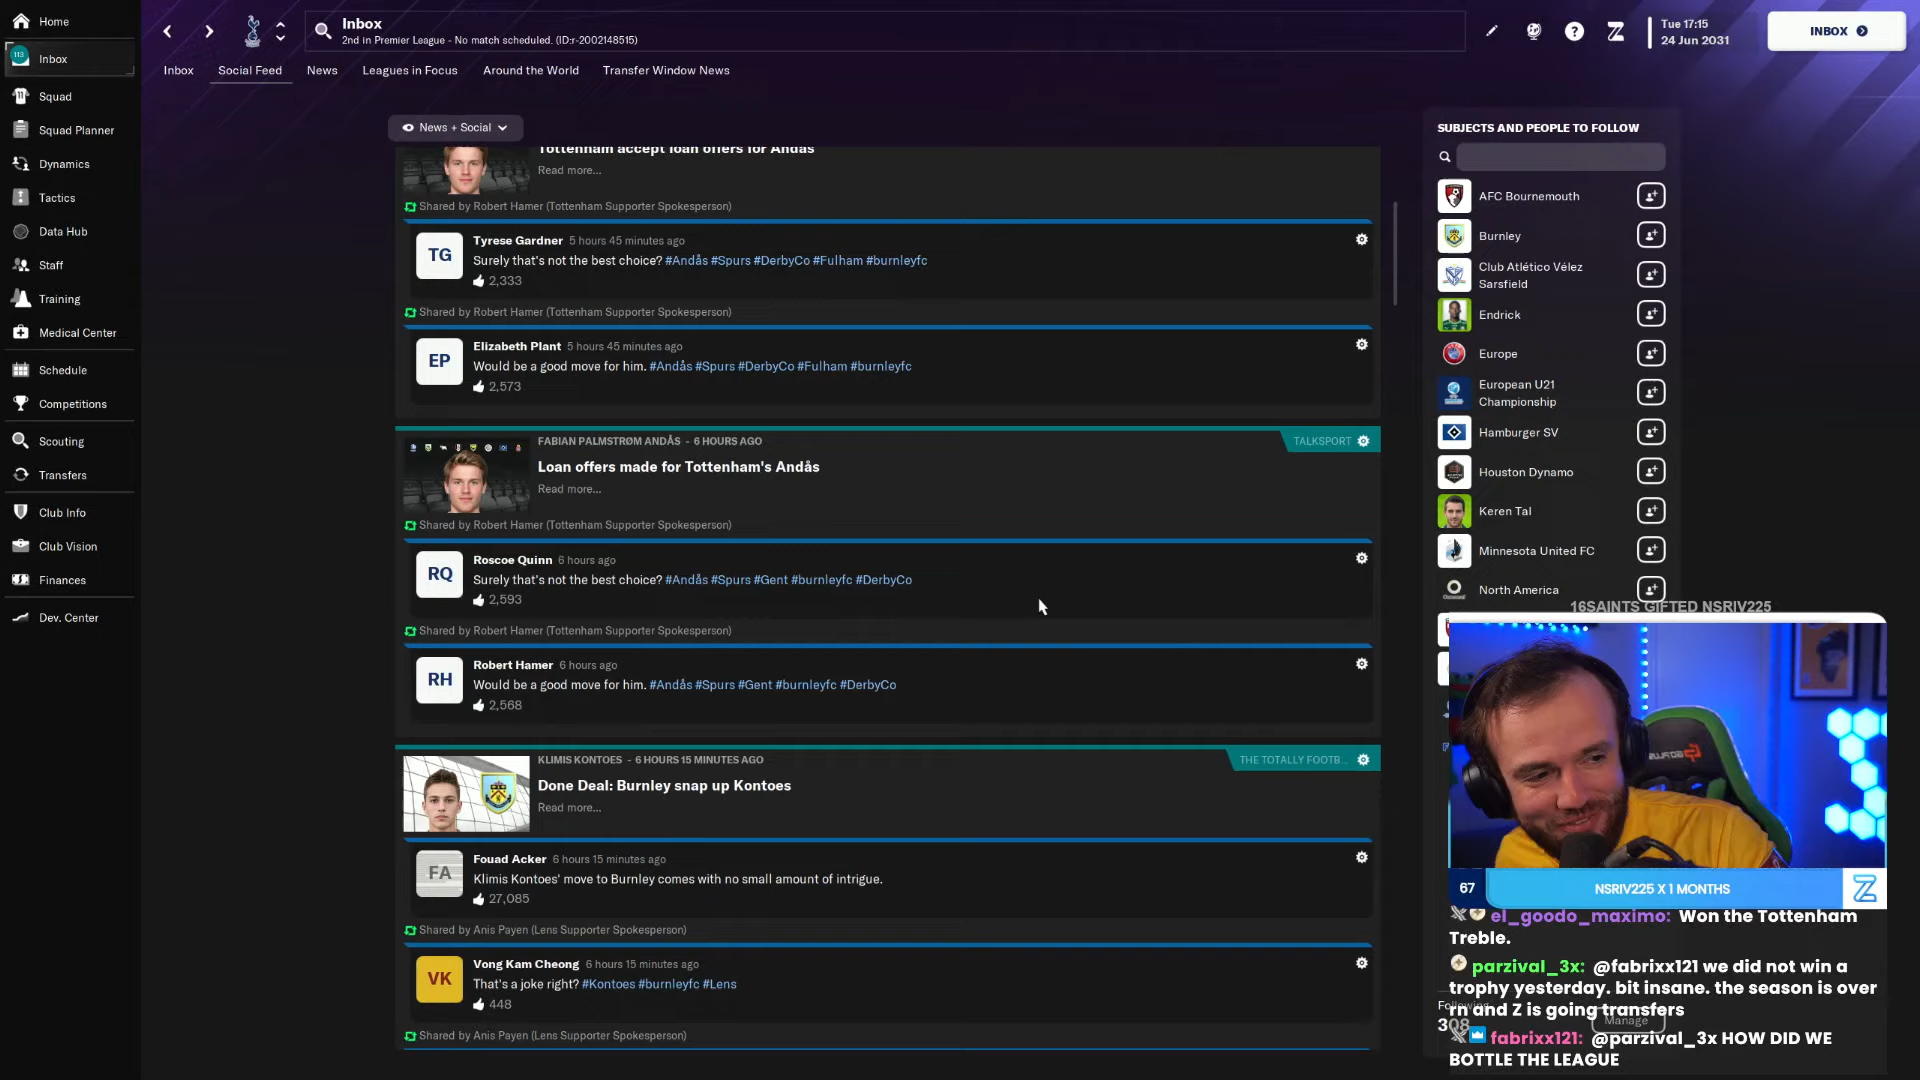 Home
Inbox
2nd in Premier League - No match scheduled. (ID:r-2002148515)
Tue 17:15
24 Jun 2031
INBOX
113
Inbox
Squad
Squad Planner
Dynamics
Tactics
Data Hub
Staff
Training
Medical Center
Schedule
Competitions
Scouting
Transfers
Club Info
Club Vision
Finances
Dev. Center
Inbox
Social Feed
News
Leagues in Focus
Around the World
Transfer Window News
News + Social
Tottenham accept loan offers for Andås
Read more...
Shared by Robert Hamer (Tottenham Supporter Spokesperson)
TG
Tyrese Gardner 5 hours 45 minutes ago
Surely that's not the best choice? #Andås #Spurs #DerbyCo #Fulham #burnleyfc
2,333
Shared by Robert Hamer (Tottenham Supporter Spokesperson)
EP
Elizabeth Plant 5 hours 45 minutes ago
Would be a good move for him. #Andås #Spurs #DerbyCo #Fulham #burnleyfc
2,573
FABIAN PALMSTRØM ANDÅS - 6 HOURS AGO
TALKSPORT
Loan offers made for Tottenham's Andås
Read more...
Shared by Robert Hamer (Tottenham Supporter Spokesperson)
RQ
Roscoe Quinn 6 hours ago
Surely that's not the best choice? #Andås #Spurs #Gent #burnleyfc #DerbyCo
2,593
Shared by Robert Hamer (Tottenham Supporter Spokesperson)
RH
Robert Hamer 6 hours ago
Would be a good move for him. #Andås #Spurs #Gent #burnleyfc #DerbyCo
2,568
KLIMIS KONTOES - 6 HOURS 15 MINUTES AGO
THE TOTALLY FOOTB...
Done Deal: Burnley snap up Kontoes
Read more...
FA
Fouad Acker 6 hours 15 minutes ago
Klimis Kontoes' move to Burnley comes with no small amount of intrigue.
27,085
Shared by Anis Payen (Lens Supporter Spokesperson)
VK
Vong Kam Cheong 6 hours 15 minutes ago
That's a joke right? #Kontoes #burnleyfc #Lens
448
Shared by Anis Payen (Lens Supporter Spokesperson)
SUBJECTS AND PEOPLE TO FOLLOW
AFC Bournemouth
Burnley
Club Atlético Vélez
Sarsfield
Endrick
Europe
European U21
Championship
Hamburger SV
Houston Dynamo
Keren Tal
Minnesota United FC
North America
16SAINTS GIFTED NSRIV225
67
NSRIV225 X 1 MONTHS
el_goodo_maximo: Won the Tottenham
Treble.
parzival_3x: @fabrixx121 we did not win a
trophy yesterday. bit insane. the season is over
rn and Z is going transfers
Following
308
Manage
fabrixx121: @parzival_3x HOW DID WE
BOTTLE THE LEAGUE